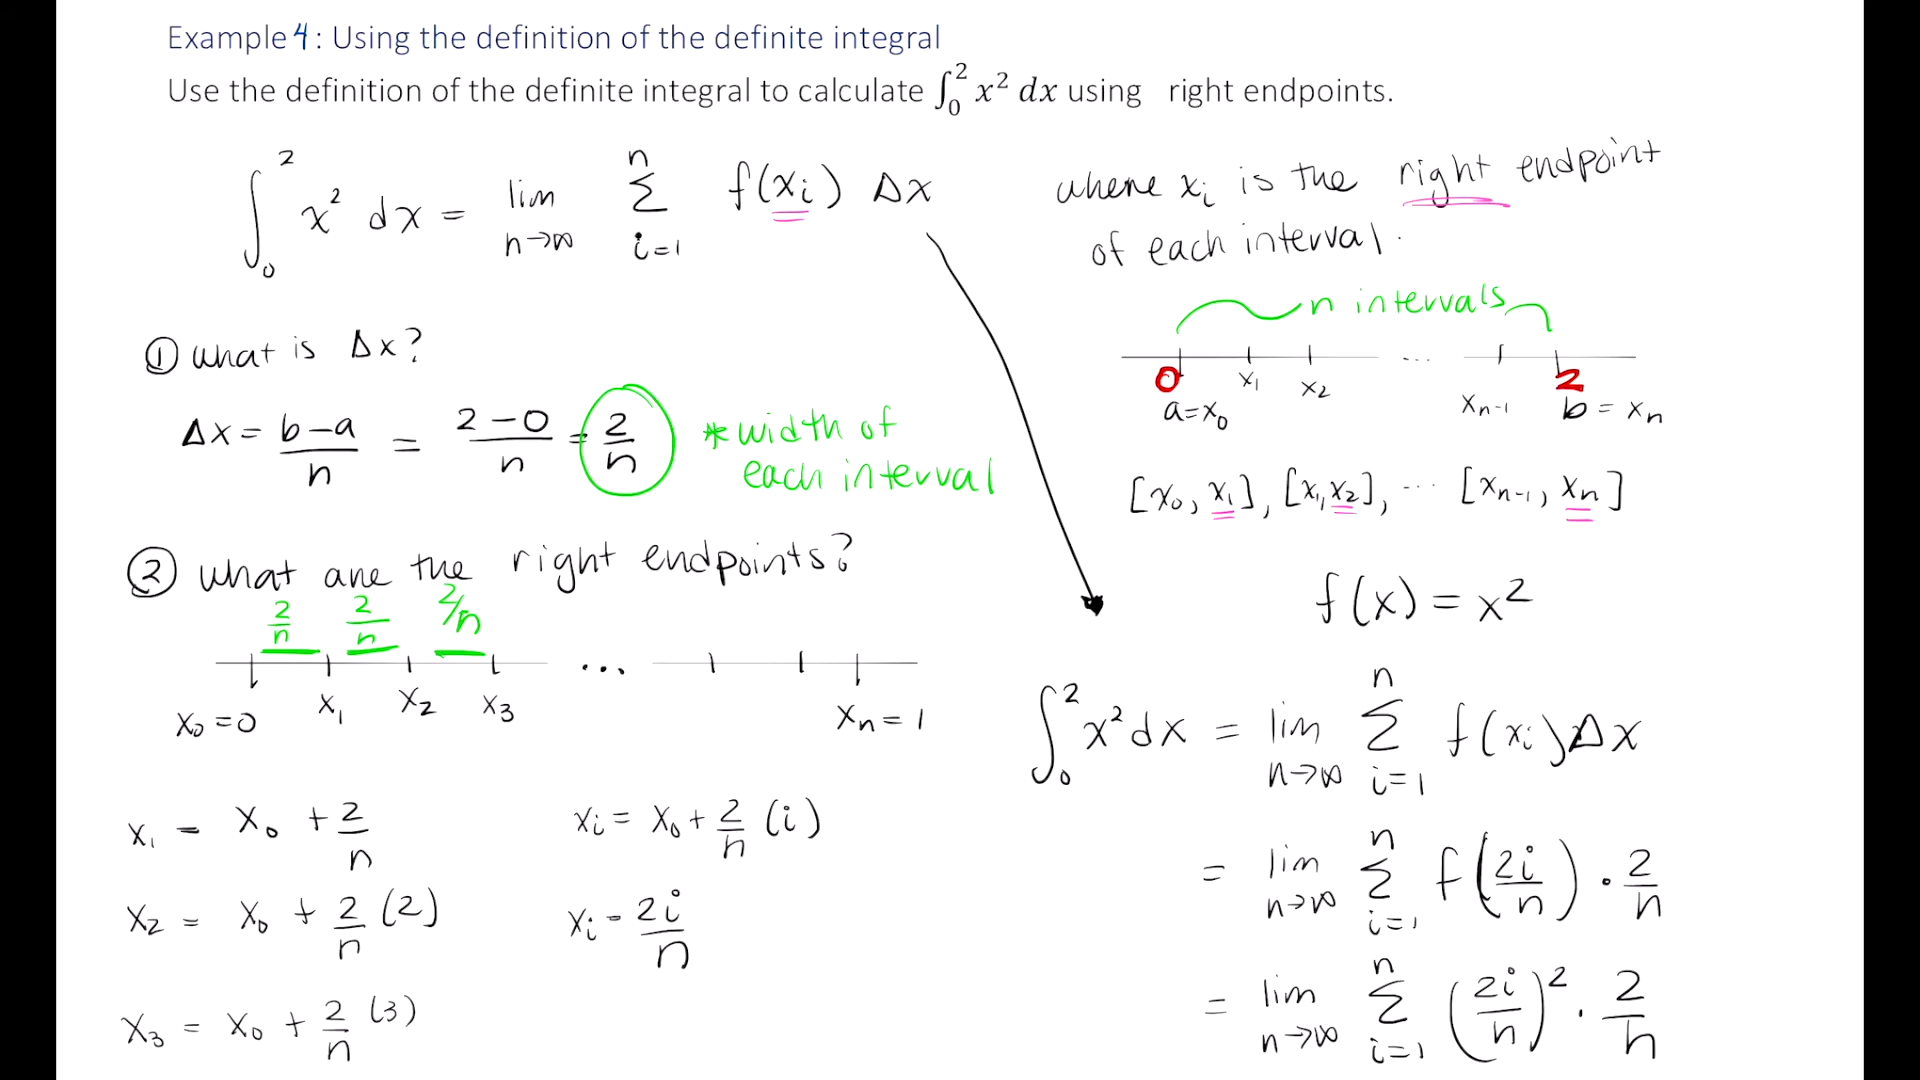 Example 4: Using the definition of the definite integral
Use the definition of the definite integral to calculate ∫₀² x² dx using right endpoints.
∫₀² x² dx = lim n→∞ Σ i=1 n f(xᵢ) Δx
where xᵢ is the right endpoint
of each interval.
n intervals
0 x₁ x₂ ... xₙ₋₁ 2
a=x₀ b = xₙ
[x₀, x₁], [x₁, x₂], ... [xₙ₋₁, xₙ]
① what is Δx?
Δx = b-a/n = 2-0/n = 2/n
* width of
each interval
② what are the right endpoints?
2/n 2/n 2/n
...
x₀ = 0 x₁ x₂ x₃ xₙ = 1
x₁ = x₀ + 2/n
x₂ = x₀ + 2/n (2)
x₃ = x₀ + 2/n (3)
xᵢ = x₀ + 2/n (i)
xᵢ - 2i/n
f(x) = x²
∫₀² x² dx = lim n→∞ Σ i=1 n f(xᵢ)Δx
= lim n→∞ Σ i=1 n f(2i/n) · 2/n
= lim n→∞ Σ i=1 n (2i/n)² · 2/n